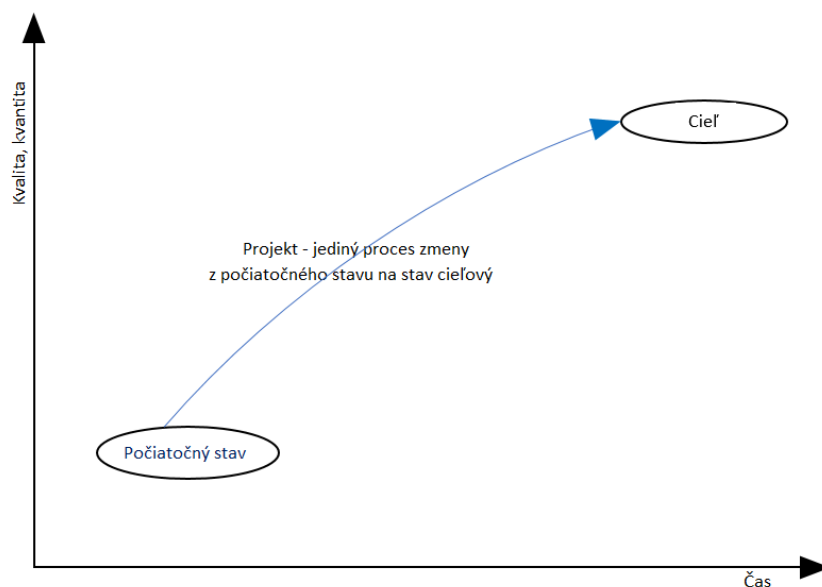 Kvalita, kvantita
Cieľ
Projekt - jediný proces zmeny
z počiatočného stavu na stav cieľový
Počiatočný stav
Čas